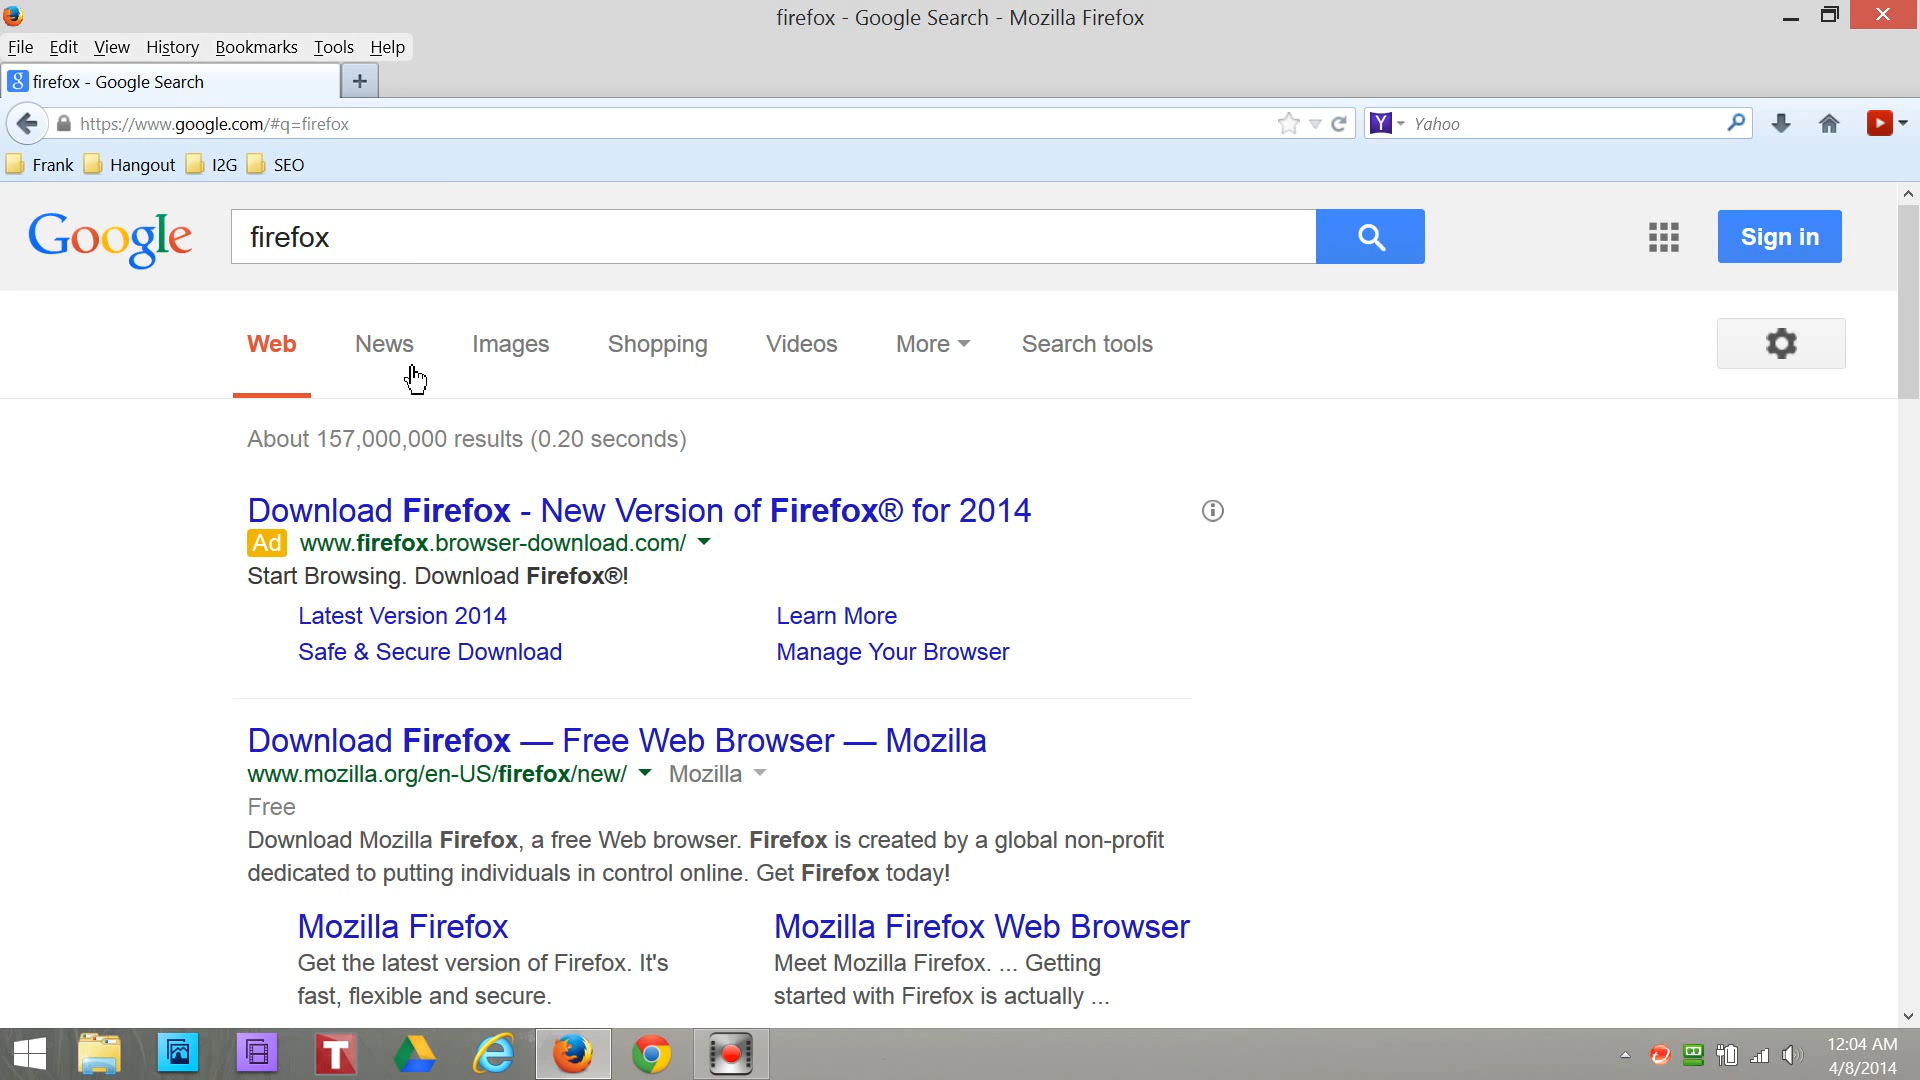 firefox - Google Search - Mozilla Firefox
File Edit View History Bookmarks Tools Help
firefox - Google Search
https://www.google.com/#q=firefox
Yahoo
Frank Hangout I2G SEO
Google firefox Sign in
Web News Images Shopping Videos More Search tools
About 157,000,000 results (0.20 seconds)
Download Firefox - New Version of Firefox® for 2014
Ad www.firefox.browser-download.com/
Start Browsing. Download Firefox®!
Latest Version 2014 Learn More
Safe & Secure Download Manage Your Browser
Download Firefox — Free Web Browser — Mozilla
www.mozilla.org/en-US/firefox/new/ Mozilla
Free
Download Mozilla Firefox, a free Web browser. Firefox is created by a global non-profit
dedicated to putting individuals in control online. Get Firefox today!
Mozilla Firefox Mozilla Firefox Web Browser
Get the latest version of Firefox. It's Meet Mozilla Firefox. ... Getting
fast, flexible and secure. started with Firefox is actually ...
12:04 AM
4/8/2014